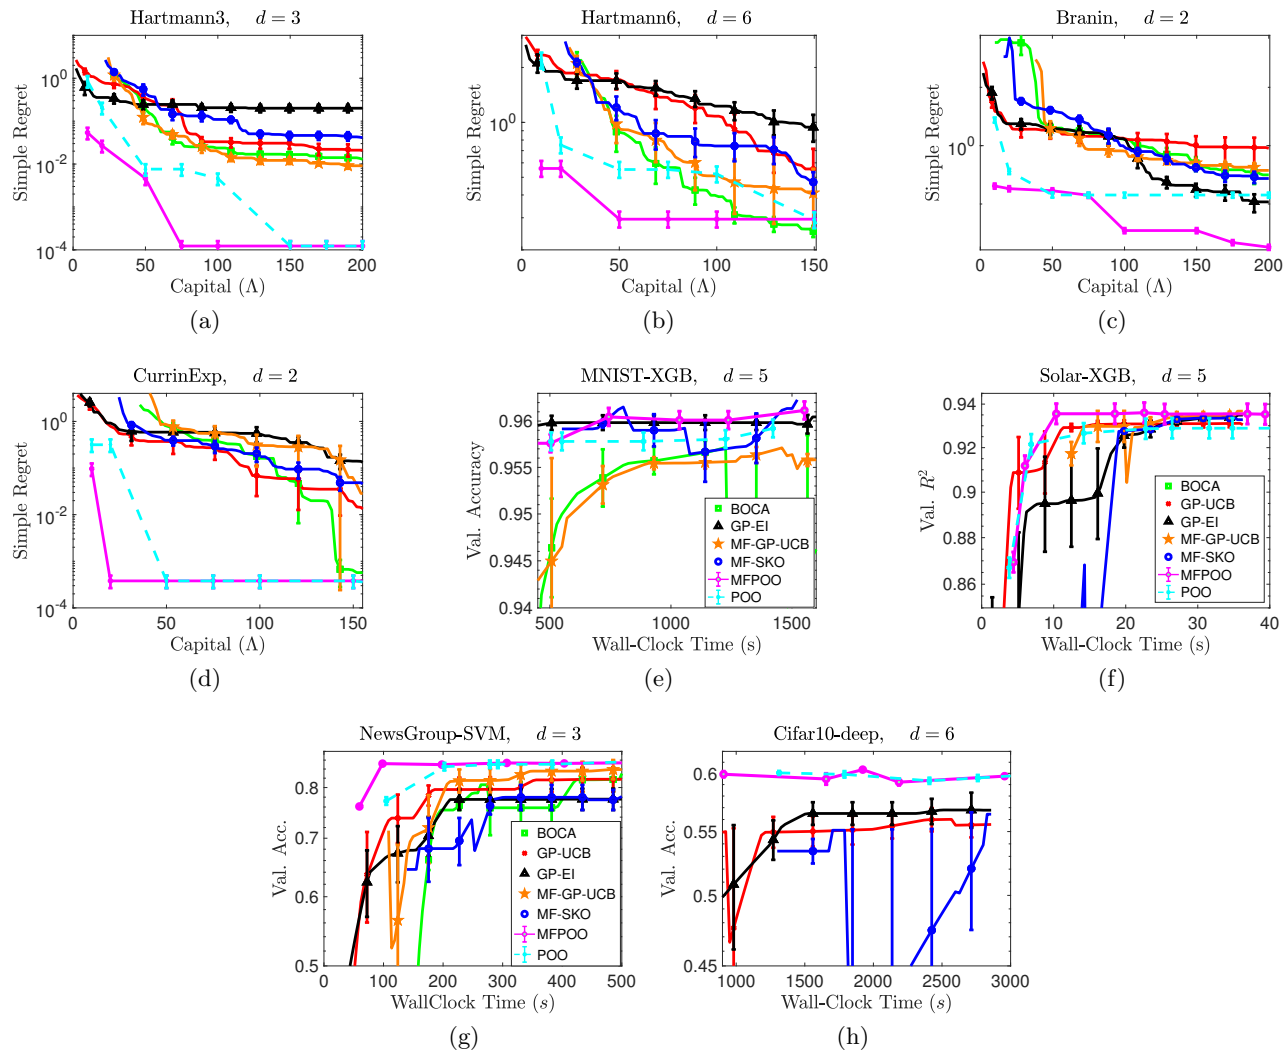 Hartmann3, d = 3
Simple Regret
10^0
10^-2
10^-4
0 50 100 150 200
Capital (Λ)
(a)
Hartmann6, d = 6
Simple Regret
10^0
0 50 100 150
Capital (Λ)
(b)
Branin, d = 2
Simple Regret
10^0
0 50 100 150 200
Capital (Λ)
(c)
CurrinExp, d = 2
Simple Regret
10^0
10^-2
10^-2
10^-4
0 50 100 150
Capital (Λ)
(d)
MNIST-XGB, d = 5
Val. Accuracy
0.96
0.955
0.95
0.945
0.94
500 1000 1500
Wall-Clock Time (s)
BOCA
GP-UCB
GP-EI
MF-GP-UCB
MF-SKO
MFPOO
POO
(e)
Solar-XGB, d = 5
Val. R^2
0.94
0.92
0.9
0.88
0.86
0 10 20 30 40
Wall-Clock Time (s)
BOCA
GP-UCB
GP-EI
MF-GP-UCB
MF-SKO
MFPOO
POO
(f)
NewsGroup-SVM, d = 3
Val. Acc.
0.8
0.7
0.6
0.5
0 100 200 300 400 500
WallClock Time (s)
BOCA
GP-UCB
GP-EI
MF-GP-UCB
MF-SKO
MFPOO
POO
(g)
Cifar10-deep, d = 6
Val. Acc.
0.6
0.55
0.5
0.45
1000 1500 2000 2500 3000
Wall-Clock Time (s)
(h)